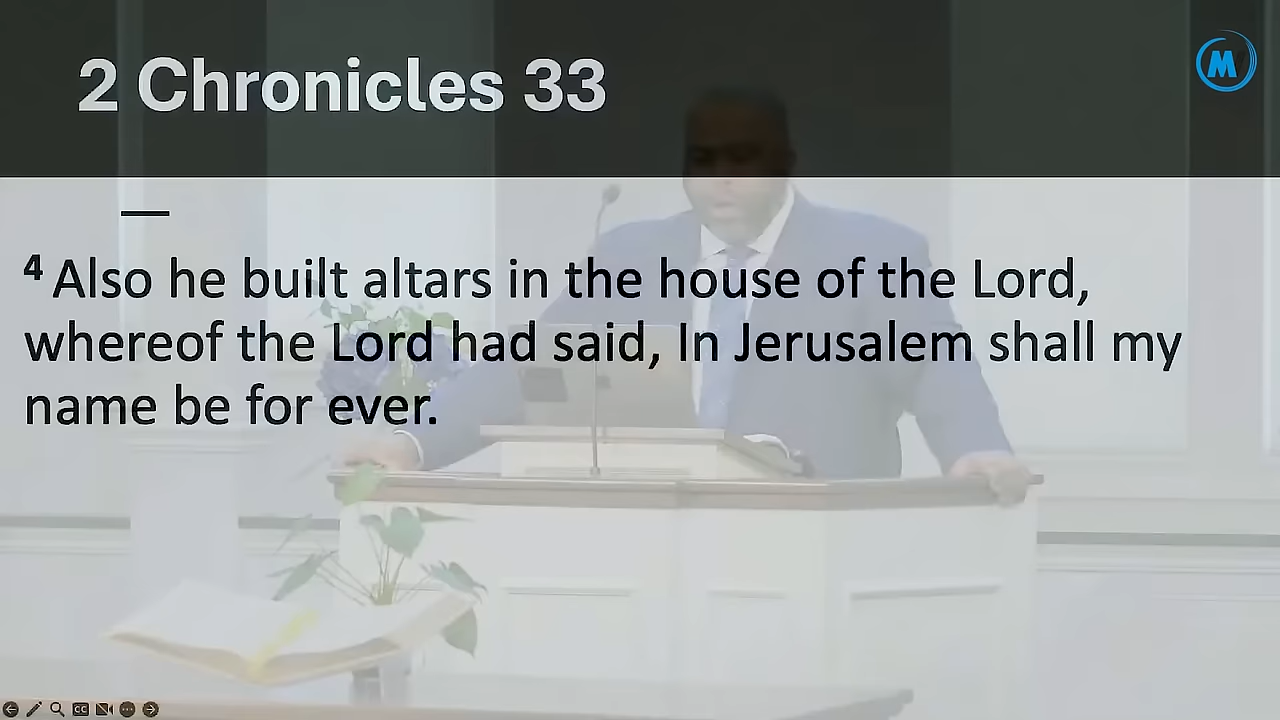 2 Chronicles 33
M
4 Also he built altars in the house of the Lord,
whereof the Lord had said, In Jerusalem shall my
name be for ever.
CC